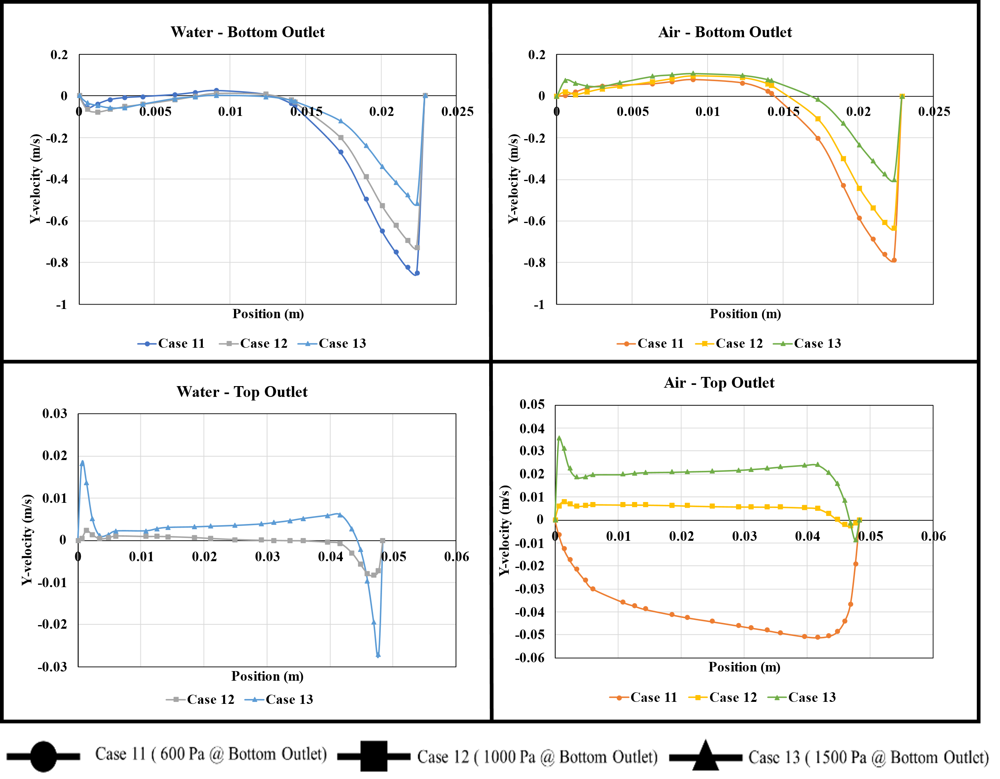 Water - Bottom Outlet
0.2
0
-0.2
-0.4
-0.6
-0.8
-1
0
0.005
0.01
0.015
0.02
0.025
Y-velocity (m/s)
Position (m)
Case 11
Case 12
Case 13
Air - Bottom Outlet
0.2
0
-0.2
-0.4
-0.6
-0.8
-1
0
0.005
0.01
0.015
0.02
0.025
Y-velocity (m/s)
Position (m)
Case 11
Case 12
Case 13
Water - Top Outlet
0.03
0.02
0.01
0
-0.01
-0.02
-0.03
0
0.01
0.02
0.03
0.04
0.05
0.06
Y-velocity (m/s)
Position (m)
Case 12
Case 13
Air - Top Outlet
0.05
0.04
0.03
0.02
0.01
0
-0.01
-0.02
-0.03
-0.04
-0.05
-0.06
0
0.01
0.02
0.03
0.04
0.05
0.06
Y-velocity (m/s)
Position (m)
Case 11
Case 12
Case 13
Case 11 ( 600 Pa @ Bottom Outlet)
Case 12 ( 1000 Pa @ Bottom Outlet)
Case 13 ( 1500 Pa @ Bottom Outlet)